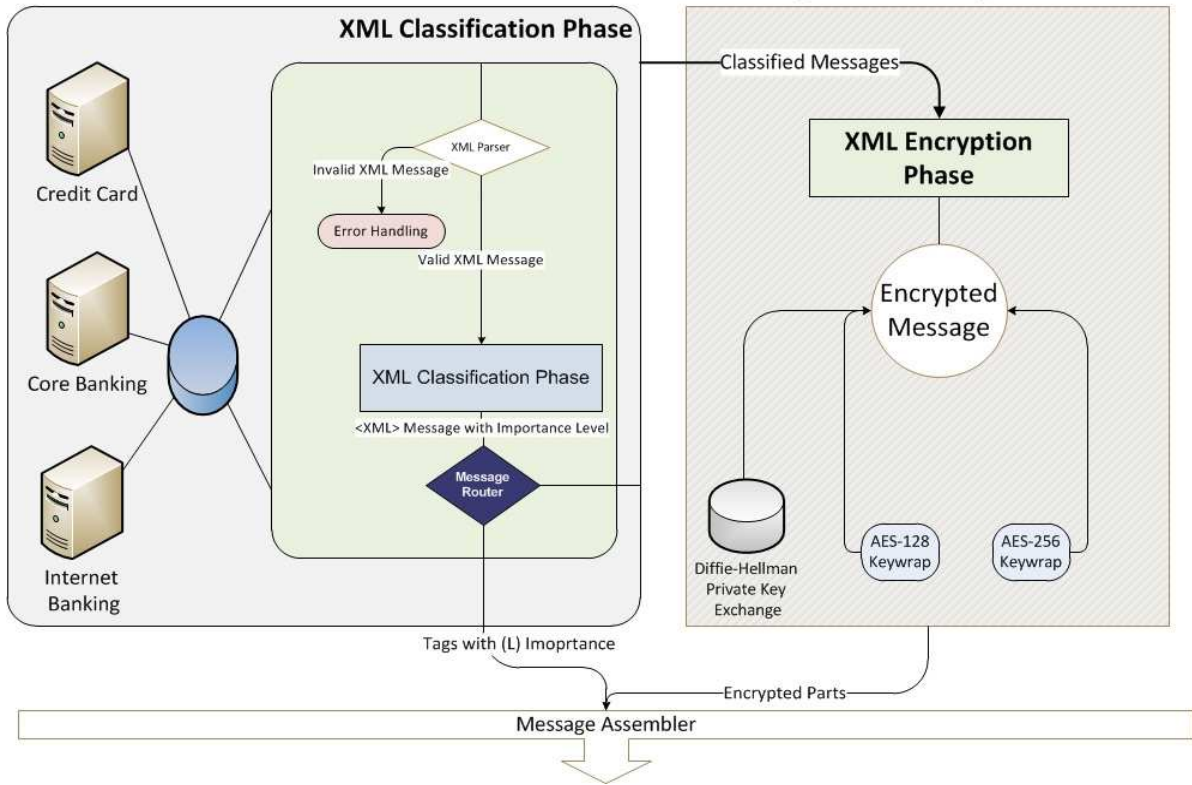 XML Classification Phase
Credit Card
Core Banking
Internet
Banking
XML Parser
Invalid XML Message
Error Handling
Valid XML Message
XML Classification Phase
<XML> Message with Importance Level
Message
Router
Tags with (L) Imoprtance
Classified Messages
XML Encryption
Phase
Encrypted
Message
Diffie-Hellman
Private Key
Exchange
AES-128
Keywrap
AES-256
Keywrap
Encrypted Parts
Message Assembler